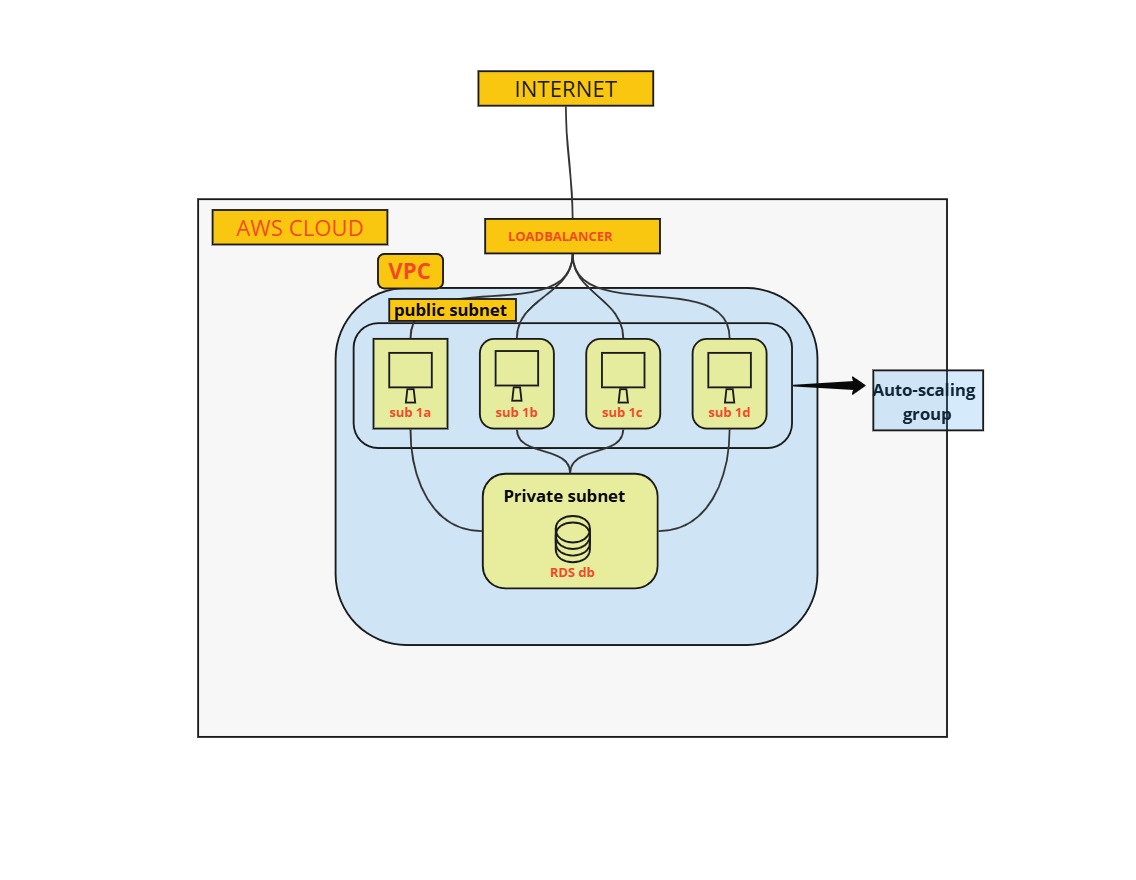 INTERNET
AWS CLOUD
LOADBALANCER
VPC
public subnet
sub 1a
sub 1b
sub 1c
sub 1d
Auto-scaling
group
Private subnet
RDS db